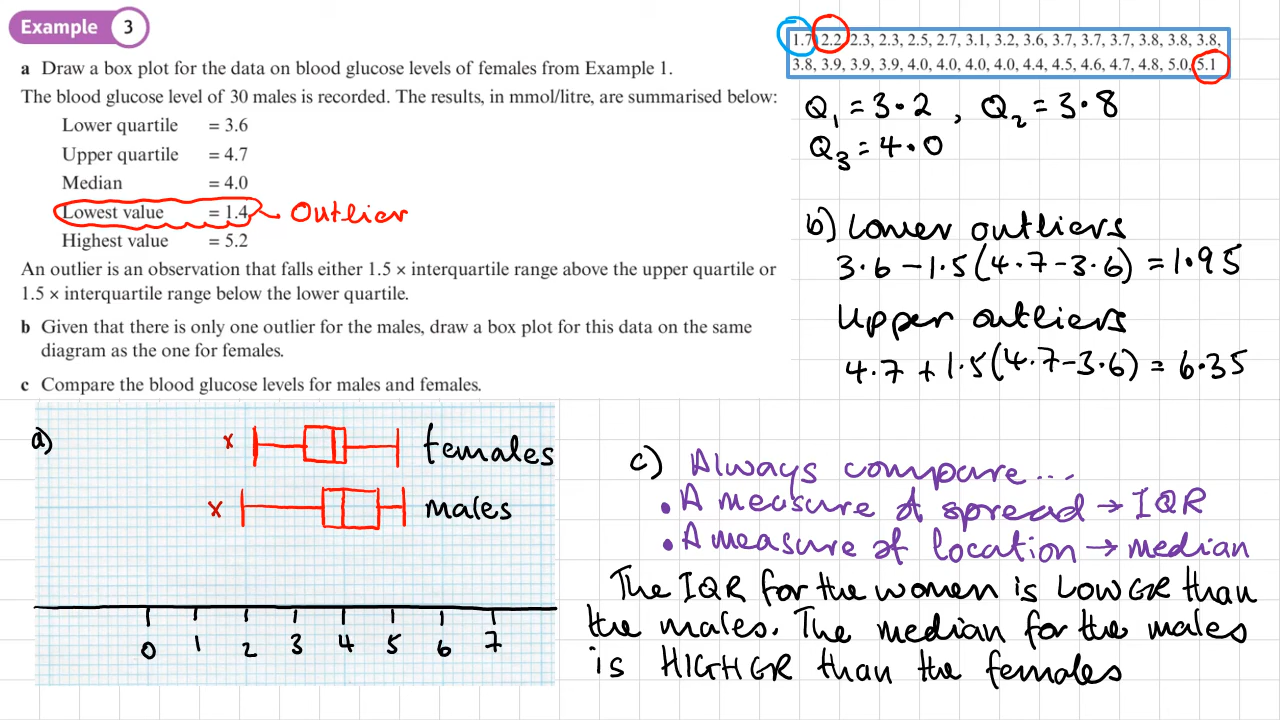 Example 3
a Draw a box plot for the data on blood glucose levels of females from Example 1.
The blood glucose level of 30 males is recorded. The results, in mmol/litre, are summarised below:
Lower quartile = 3.6
Upper quartile = 4.7
Median = 4.0
Lowest value = 1.4 Outlier
Highest value = 5.2
An outlier is an observation that falls either 1.5 × interquartile range above the upper quartile or
1.5 × interquartile range below the lower quartile.
b Given that there is only one outlier for the males, draw a box plot for this data on the same
diagram as the one for females.
c Compare the blood glucose levels for males and females.
1.7, 2.2, 2.3, 2.3, 2.5, 2.7, 3.1, 3.2, 3.6, 3.7, 3.7, 3.7, 3.8, 3.8, 3.8,
3.8, 3.9, 3.9, 3.9, 4.0, 4.0, 4.0, 4.0, 4.4, 4.5, 4.6, 4.7, 4.8, 5.0, 5.1
Q1 = 3.2 , Q2 = 3.8
Q3 = 4.0
b) Lower outliers
3.6 - 1.5(4.7-3.6) = 1.95
Upper outliers
4.7 + 1.5(4.7-3.6) = 6.35
a)
x females
x males
0 1 2 3 4 5 6 7
c) Always compare...
• A measure of spread → IQR
• A measure of location → median
The IQR for the women is LOWER than
the males. The median for the males
is HIGHER than the females